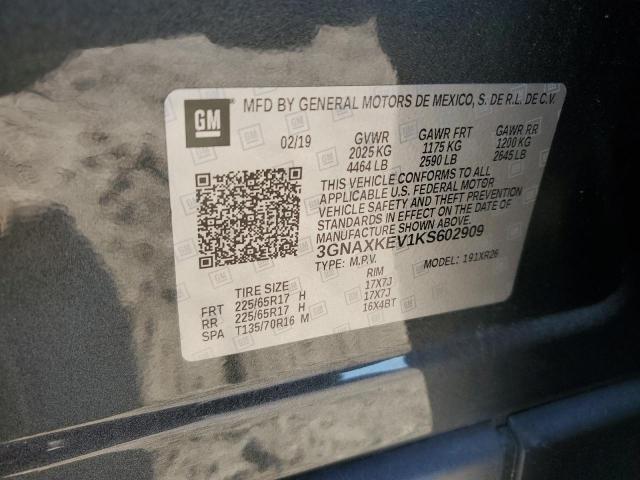 GM MFD BY GENERAL MOTORS DE MEXICO, S. DE R.L. DE C.V.
02/19 GVWR GAWR FRT GAWR RR
2025 KG 1175 KG 1200 KG
4464 LB 2590 LB 2645 LB
THIS VEHICLE CONFORMS TO ALL
APPLICABLE U.S. FEDERAL MOTOR
VEHICLE SAFETY AND THEFT PREVENTION
STANDARDS IN EFFECT ON THE DATE OF
MANUFACTURE SHOWN ABOVE.
3GNAXKEV1KS602909
TYPE: M.P.V. MODEL: 191XR26
TIRE SIZE RIM
FRT 225/65R17 H 17X7J
RR 225/65R17 H 17X7J
SPA T135/70R16 M 16X4BT